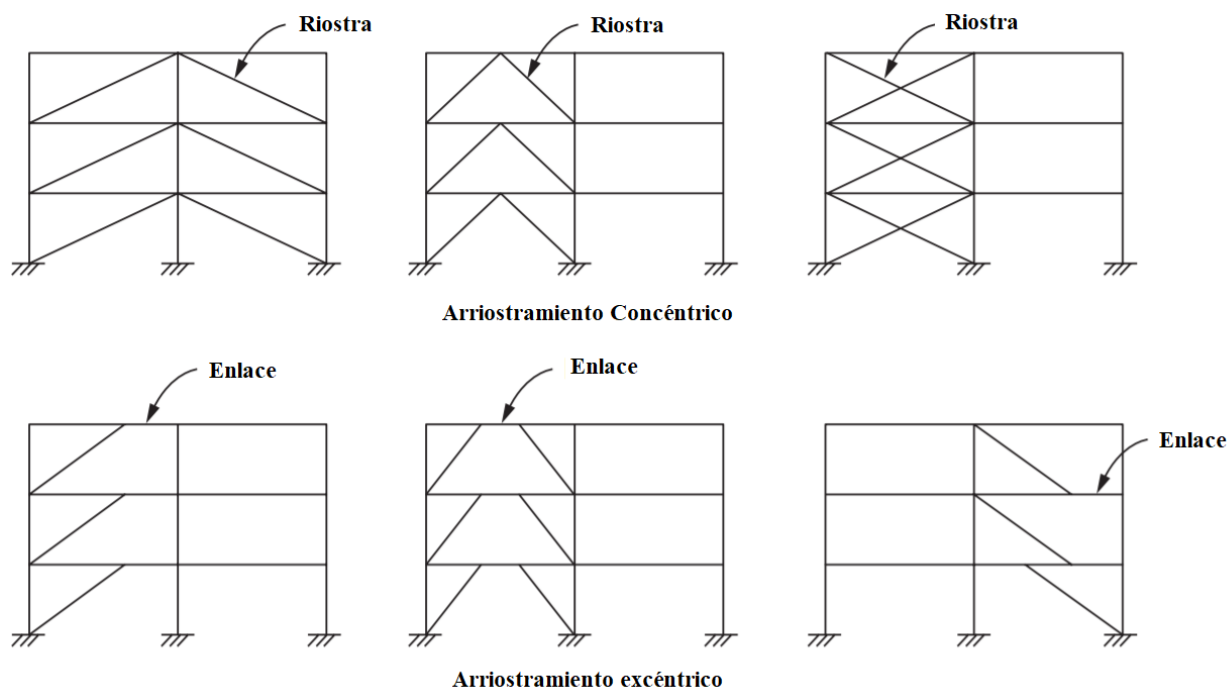 Riostra
Riostra
Riostra
Arriostramiento Concéntrico
Enlace
Enlace
Enlace
Arriostramiento excéntrico